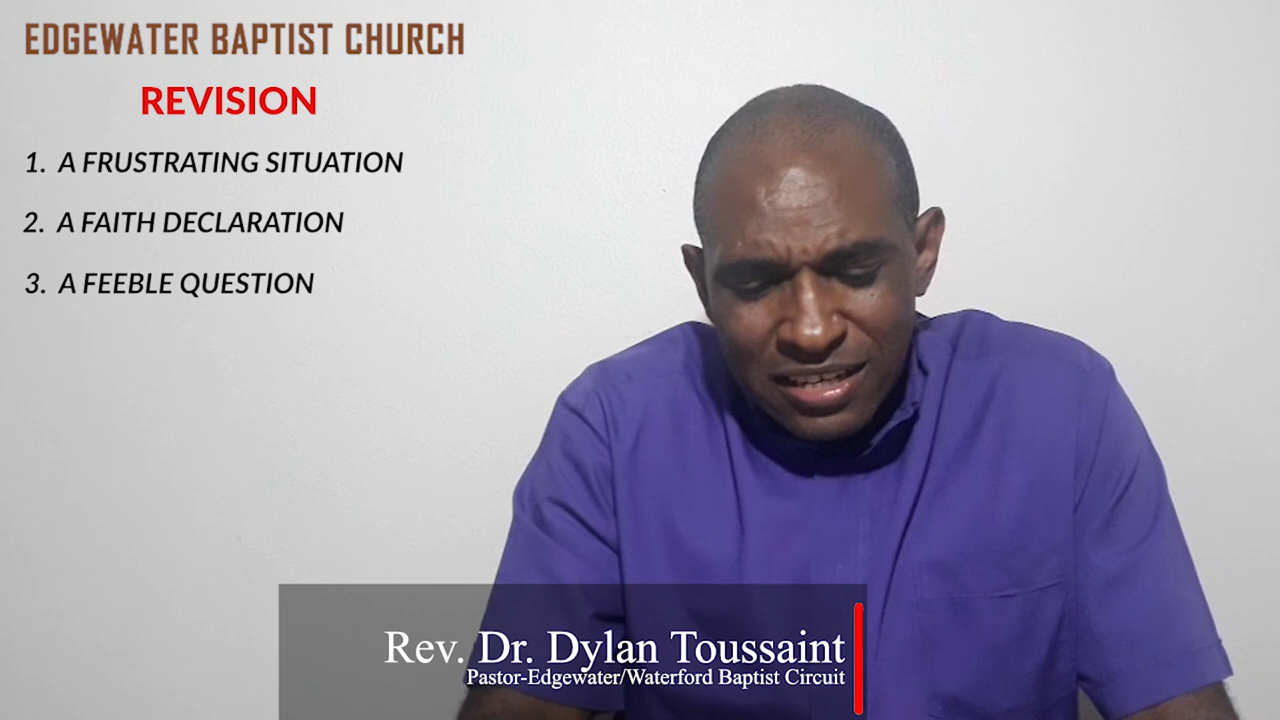 EDGEWATER BAPTIST CHURCH
REVISION
1. A FRUSTRATING SITUATION
2. A FAITH DECLARATION
3. A FEEBLE QUESTION
Rev. Dr. Dylan Toussaint
Pastor-Edgewater/Waterford Baptist Circuit